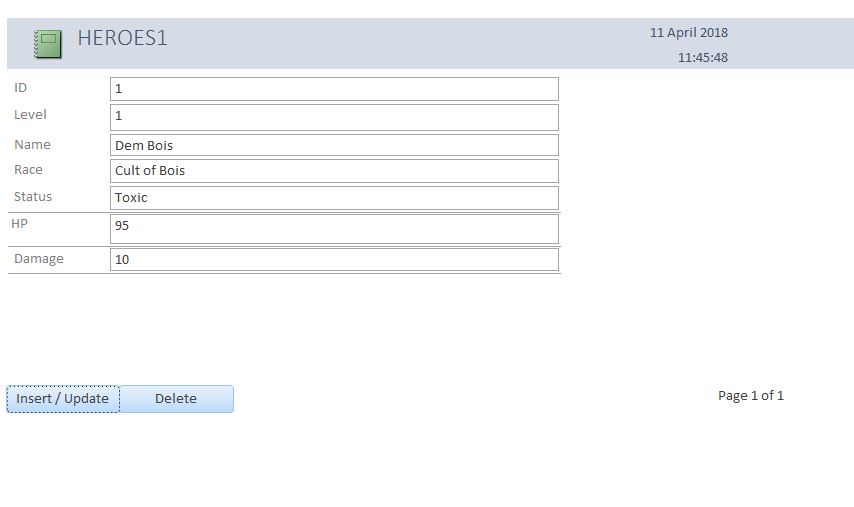 HEROES1
11 April 2018
11:45:48
ID 1
Level 1
Name Dem Bois
Race Cult of Bois
Status Toxic
HP 95
Damage 10
Insert / Update Delete Page 1 of 1